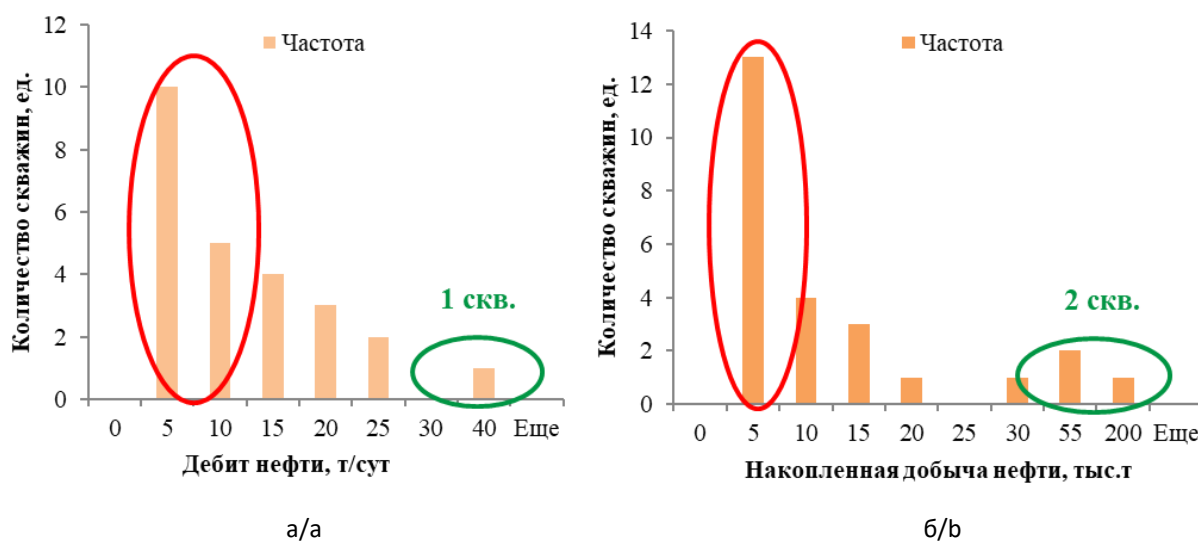 12
10
8
6
4
2
0
Количество скважин, ед.
Частота
1 скв.
0 5 10 15 20 25 30 40 Еще
Дебит нефти, т/сут
а/a
14
12
10
8
6
4
2
0
Количество скважин, ед.
Частота
2 скв.
0 5 10 15 20 25 30 55 200 Еще
Накопленная добыча нефти, тыс.т
б/b